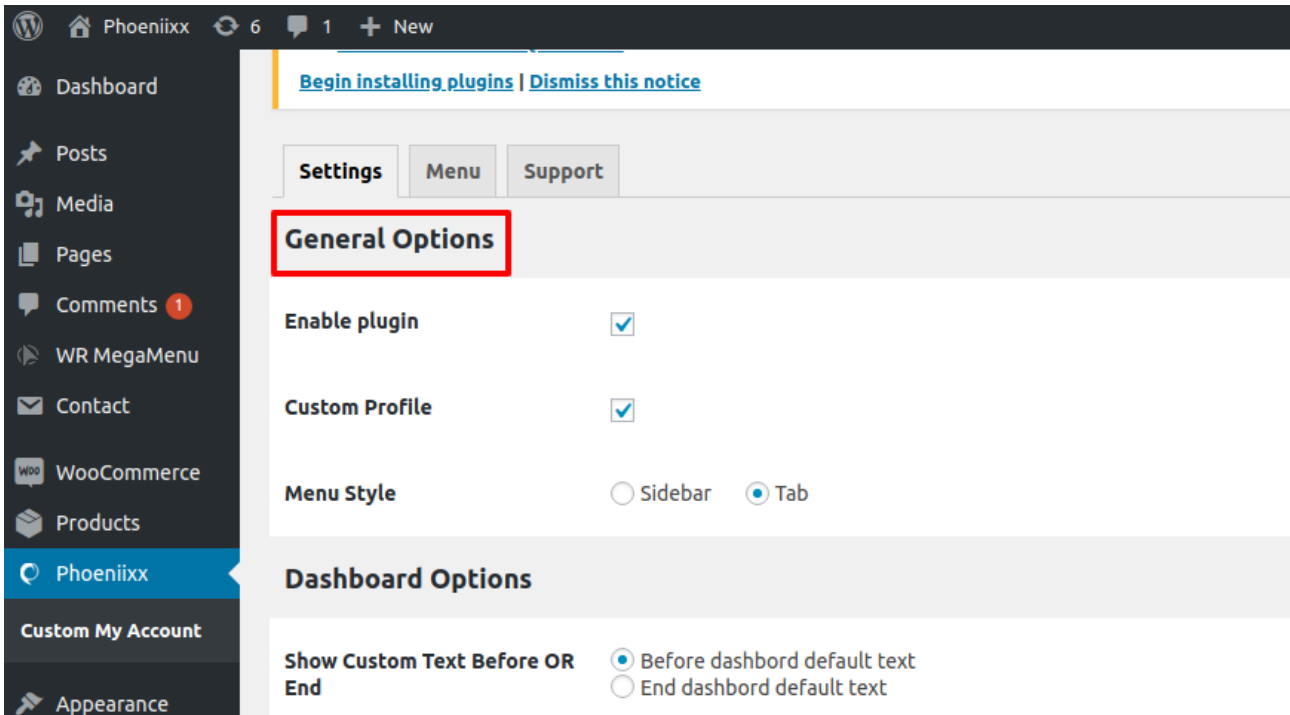 Phoeniixx 6 1 + New
Dashboard
Posts
Media
Pages
Comments 1
WR MegaMenu
Contact
WOO WooCommerce
Products
Phoeniixx
Custom My Account
Appearance
Begin installing plugins | Dismiss this notice
Settings Menu Support
General Options
Enable plugin
Custom Profile
Menu Style Sidebar Tab
Dashboard Options
Show Custom Text Before OR
End
Before dashbord default text
End dashbord default text